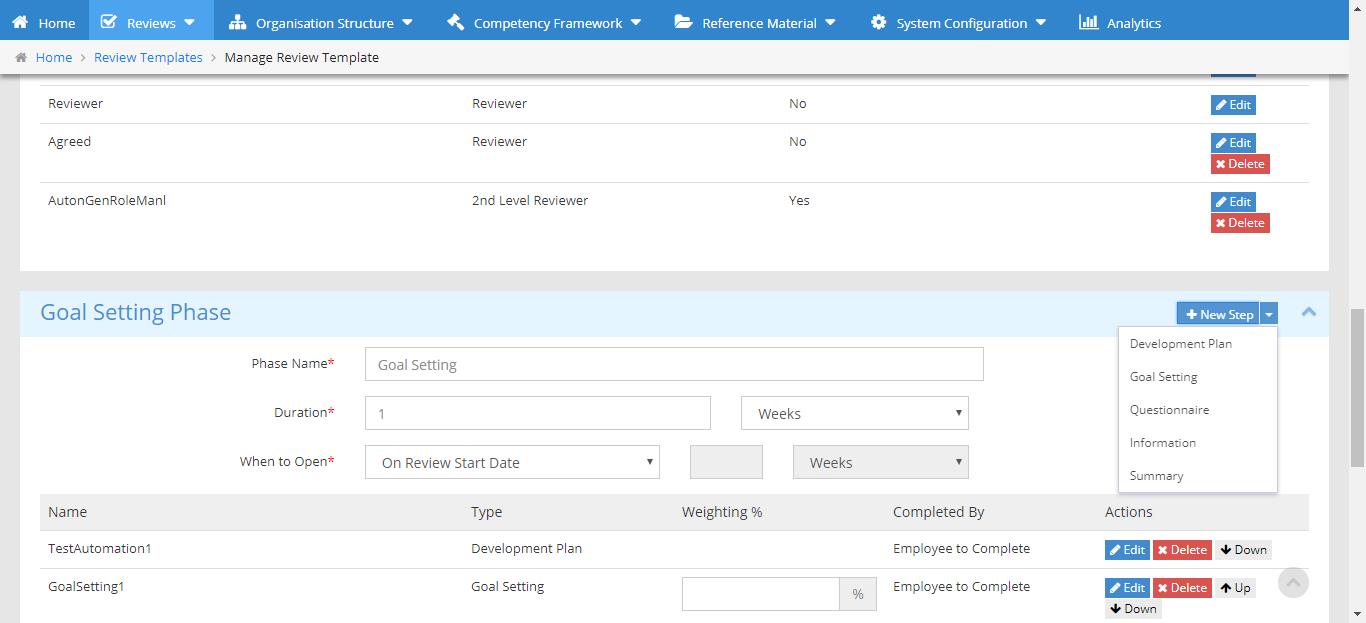 Home Reviews Organisation Structure Competency Framework Reference Material System Configuration Analytics
Home > Review Templates > Manage Review Template
Reviewer Reviewer No Edit
Agreed Reviewer No Edit
Delete
AutonGenRoleManl 2nd Level Reviewer Yes Edit
Delete
Goal Setting Phase New Step
Development Plan
Goal Setting
Questionnaire
Information
Summary
Phase Name* Goal Setting
Duration* 1 Weeks
When to Open* On Review Start Date Weeks
Name Type Weighting % Completed By Actions
TestAutomation1 Development Plan Employee to Complete Edit Delete Down
GoalSetting1 Goal Setting % Employee to Complete Edit Delete Up
Down